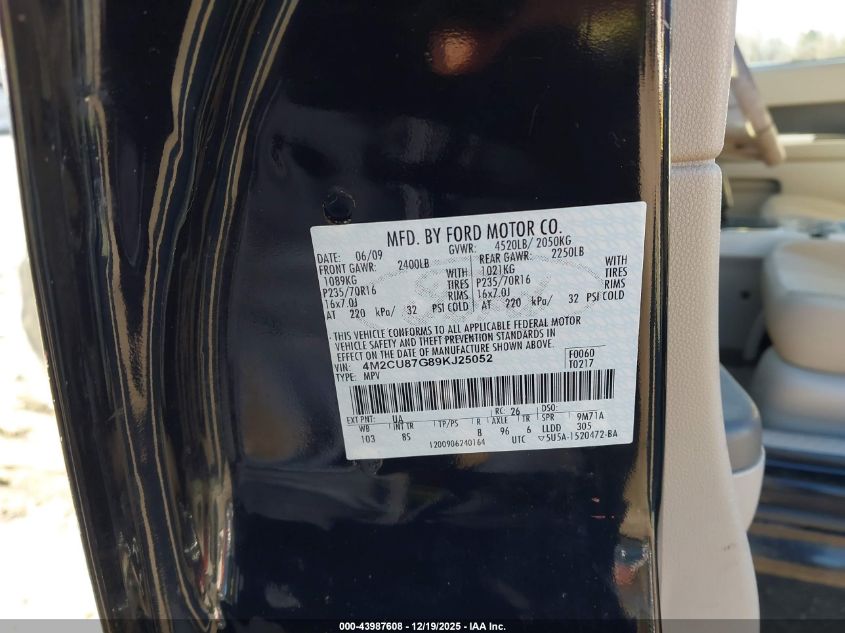 MFD. BY FORD MOTOR CO.
DATE: 06/09 GVWR: 4520LB/ 2050KG
FRONT GAWR: 2400LB REAR GAWR: 2250LB
1089KG WITH 1021KG WITH
P235/70R16 TIRES P235/70R16 TIRES
16x7.0J RIMS 16x7.0J RIMS
AT 220 kPa/ 32 PSI COLD AT 220 kPa/ 32 PSI COLD
THIS VEHICLE CONFORMS TO ALL APPLICABLE FEDERAL MOTOR
VEHICLE SAFETY AND THEFT PREVENTION STANDARDS IN
EFFECT ON THE DATE OF MANUFACTURE SHOWN ABOVE.
VIN: 4M2CU87G89KJ25052 F0060
TYPE: MPV T0217
EXT PNT: UA RC: 26 DSO:
WB INT TR TP/PS R AXLE TR SPR 9M71A
103 85 B 96 6 LLDD 305
1200906240164 UTC ▽5U5A-1520472-BA
000-43987608 - 12/19/2025 - IAA Inc.